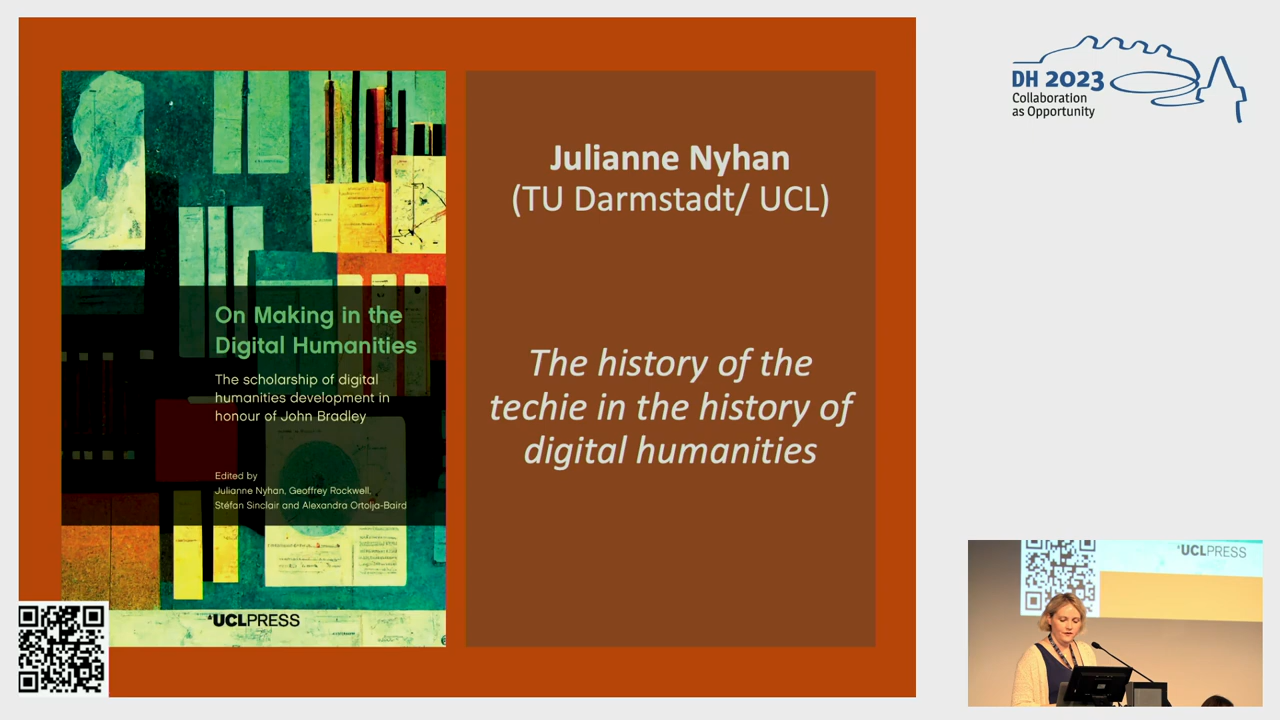 On Making in the
Digital Humanities
The scholarship of digital
humanities development in
honour of John Bradley
Edited by
Julianne Nyhan, Geoffrey Rockwell,
Stéfan Sinclair and Alexandra Ortolja-Baird
UCLPRESS
Julianne Nyhan
(TU Darmstadt/ UCL)
The history of the
techie in the history of
digital humanities
DH 2023
Collaboration
as Opportunity
UCLPRESS